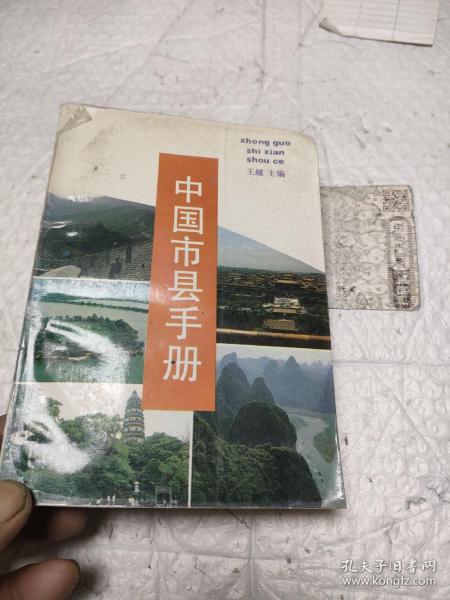 zhong guo
shi xian
shou ce
王越 主编
中国市县手册
孔夫子旧书网
www.kongfz.com